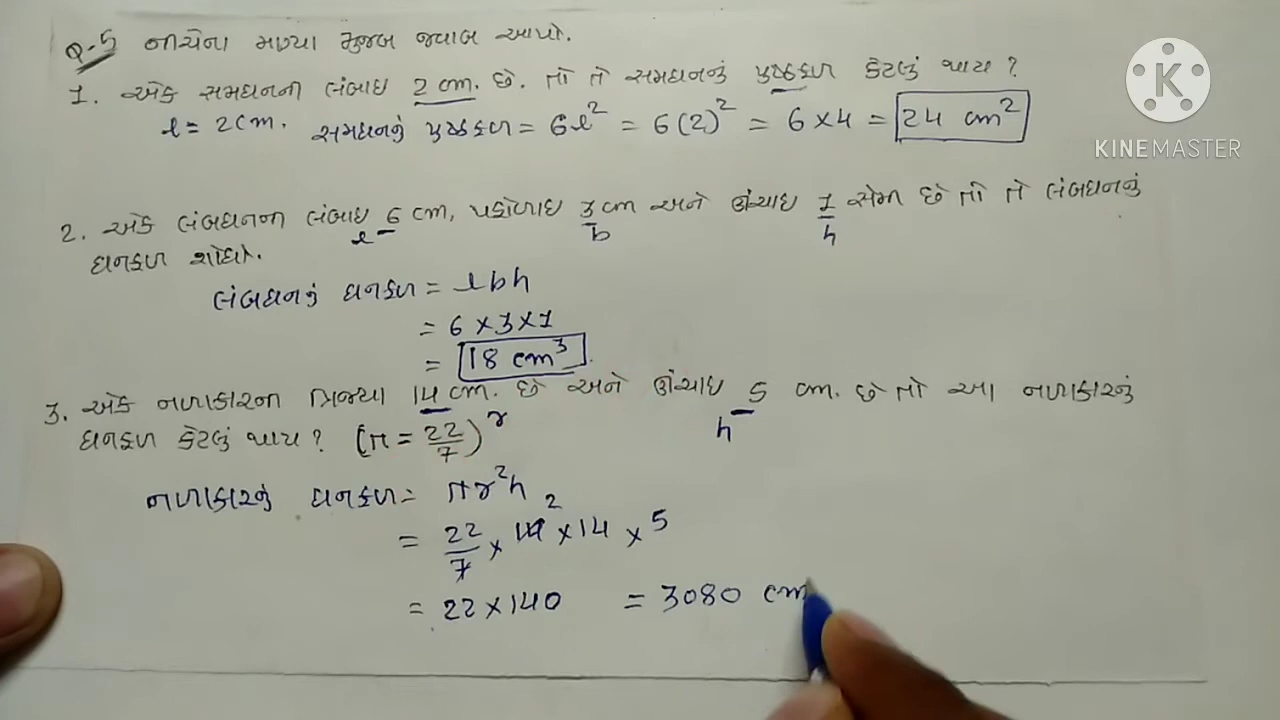 Q-5 નીચેના માગ્યા મુજબ જવાબ આપો.
1. એક સમઘનની લંબાઇ 2 cm. છે. તો તે સમઘનનું પૃષ્ઠફળ કેટલું થાય ?
l = 2cm. સમઘનનું પૃષ્ઠફળ = 6l² = 6(2)² = 6×4 = 24 cm²
2. એક લંબઘનની લંબાઇ 6 cm, પહોળાઇ 3 cm અને ઊંચાઇ 1 સેમી છે તો તે લંબઘનનું
l b h
ઘનફળ શોધો.
લંબઘનનું ઘનફળ = lbh
= 6 × 3 × 1
= 18 cm³
3. એક નળાકારની ત્રિજ્યા 14 cm. છે અને ઊંચાઇ 5 cm. છે તો આ નળાકારનું
r h
ઘનફળ કેટલું થાય ? (π = 22/7)
નળાકારનું ઘનફળ = πr²h
= 22/7 × 14 × 14 × 5
2
= 22 × 140 = 3080 cm
K
KINEMASTER